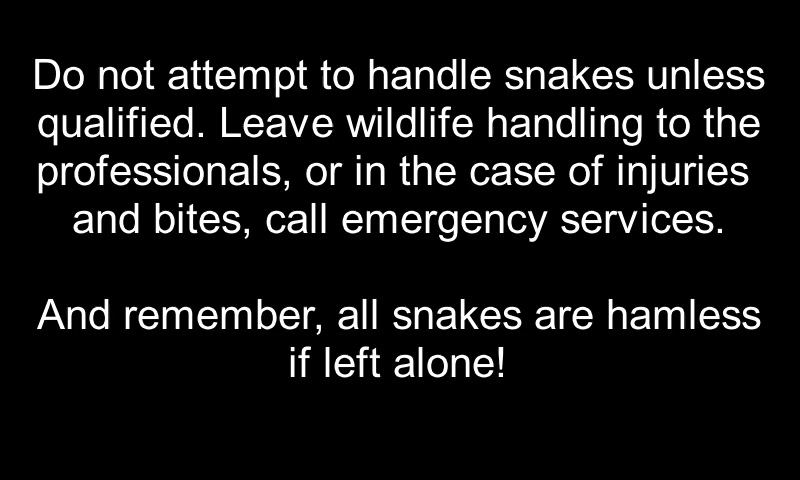 Do not attempt to handle snakes unless
qualified. Leave wildlife handling to the
professionals, or in the case of injuries
and bites, call emergency services.
And remember, all snakes are hamless
if left alone!